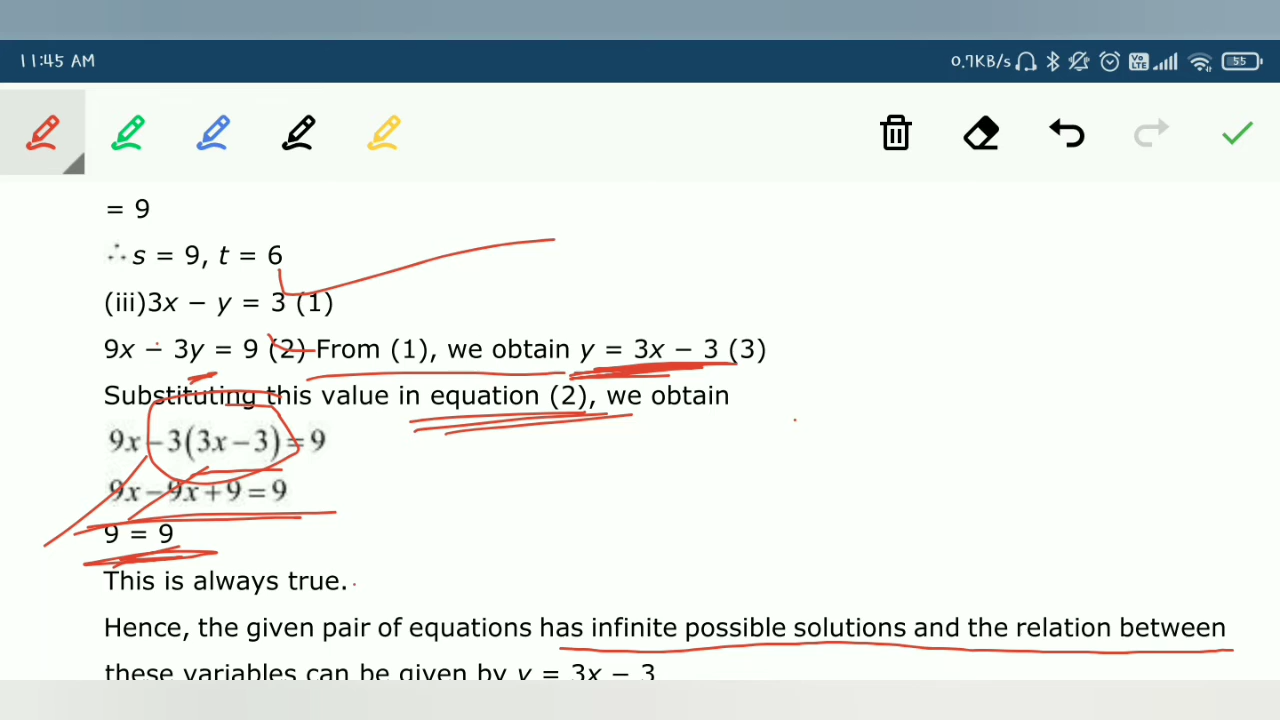 11:45 AM 0.7KB/s Vo LTE 55
= 9
∴ s = 9, t = 6
(iii)3x − y = 3 (1)
9x − 3y = 9 (2) From (1), we obtain y = 3x − 3 (3)
Substituting this value in equation (2), we obtain
9x − 3(3x − 3) = 9
9x − 9x + 9 = 9
9 = 9
This is always true.
Hence, the given pair of equations has infinite possible solutions and the relation between
these variables can be given by y = 3x − 3